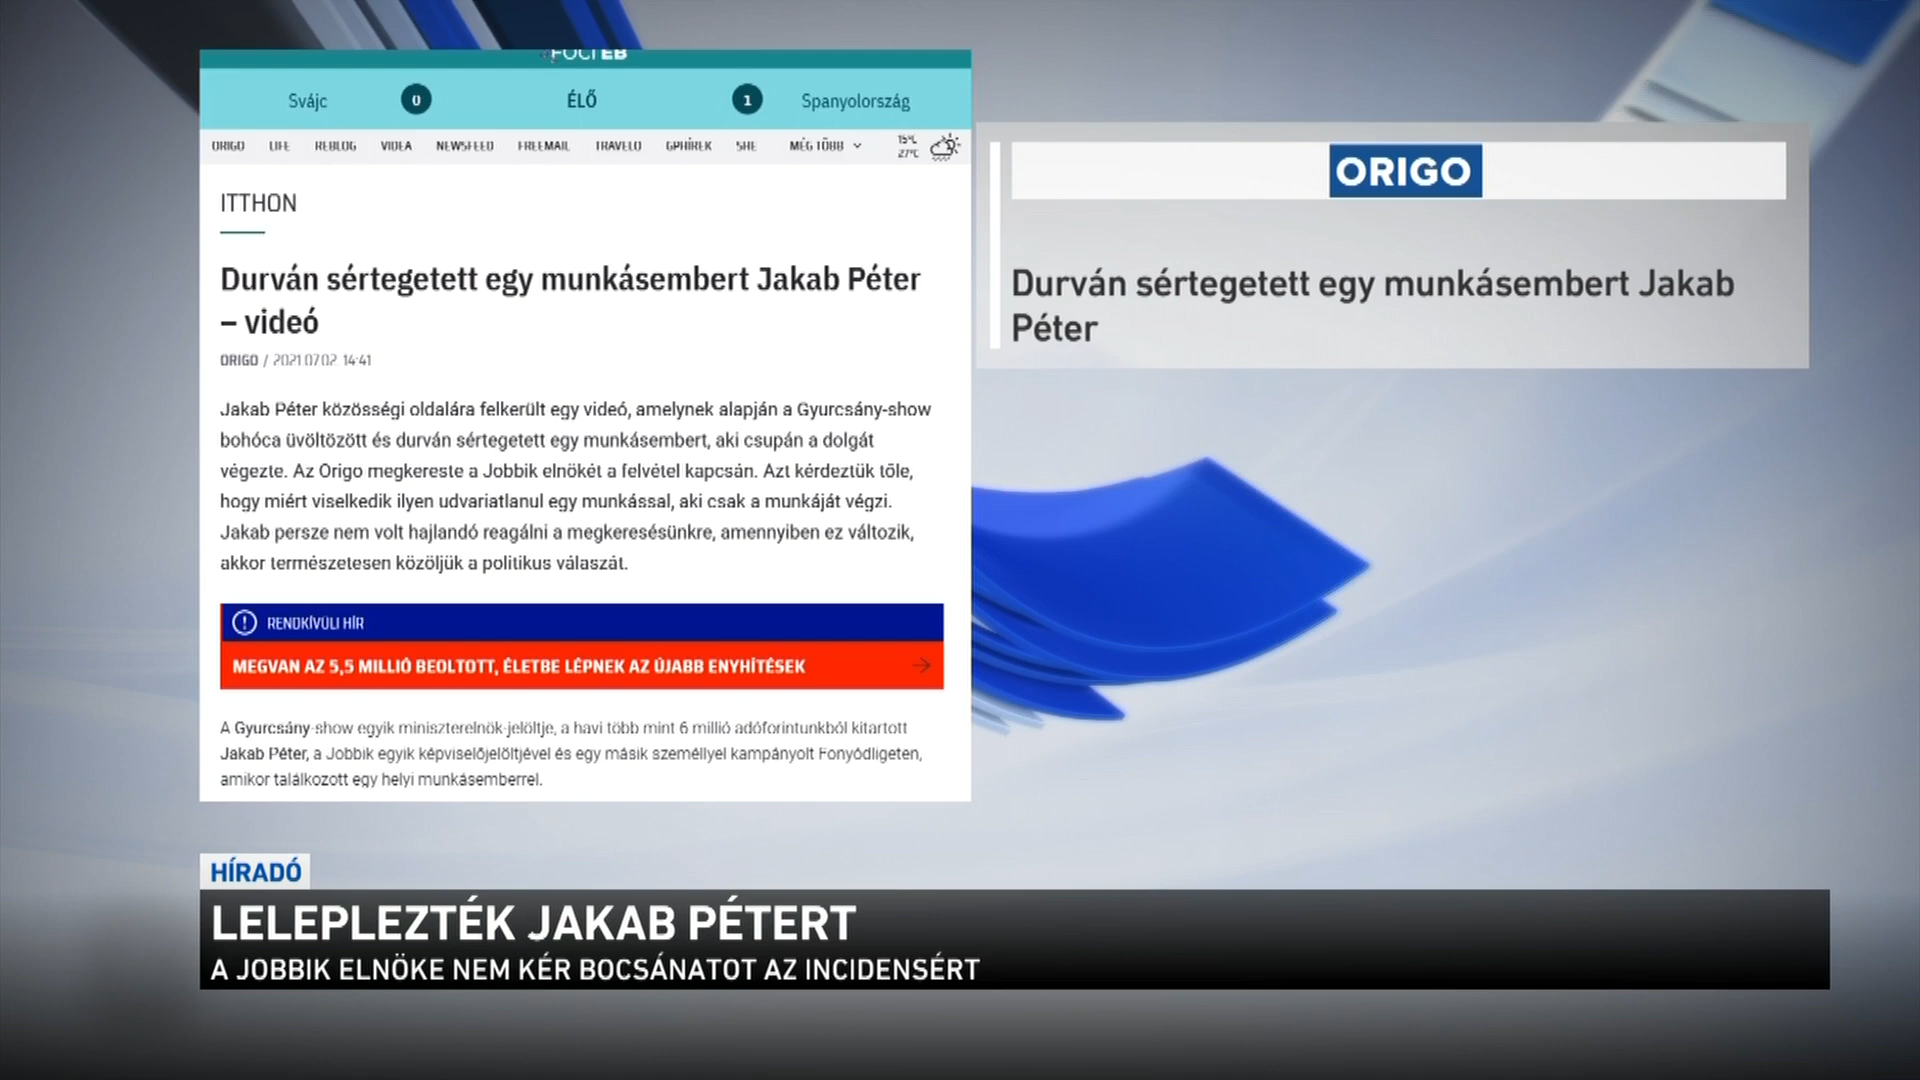 FOCI EB
Svájc 0 ÉLŐ 1 Spanyolország
ORIGO LIFE REBLOG VIDEA NEWSFEED FREEMAIL TRAVELO GPHÍREK SHE MÉG TÖBB 15°C 27°C
ITTHON
Durván sértegetett egy munkásembert Jakab Péter
– videó
ORIGO / 2021.07.02. 14:41
Jakab Péter közösségi oldalára felkerült egy videó, amelynek alapján a Gyurcsány-show
bohóca üvöltözött és durván sértegetett egy munkásembert, aki csupán a dolgát
végezte. Az Origo megkereste a Jobbik elnökét a felvétel kapcsán. Azt kérdeztük tőle,
hogy miért viselkedik ilyen udvariatlanul egy munkással, aki csak a munkáját végzi.
Jakab persze nem volt hajlandó reagálni a megkeresésünkre, amennyiben ez változik,
akkor természetesen közöljük a politikus válaszát.
RENDKÍVÜLI HÍR
MEGVAN AZ 5,5 MILLIÓ BEOLTOTT, ÉLETBE LÉPNEK AZ ÚJABB ENYHÍTÉSEK
A Gyurcsány-show egyik miniszterelnök-jelöltje, a havi több mint 6 millió adóforintunkból kitartott
Jakab Péter, a Jobbik egyik képviselőjelöltjével és egy másik személlyel kampányolt Fonyódligeten,
amikor találkozott egy helyi munkásemberrel.
ORIGO
Durván sértegetett egy munkásembert Jakab
Péter
HÍRADÓ
LELEPLEZTÉK JAKAB PÉTERT
A JOBBIK ELNÖKE NEM KÉR BOCSÁNATOT AZ INCIDENSÉRT